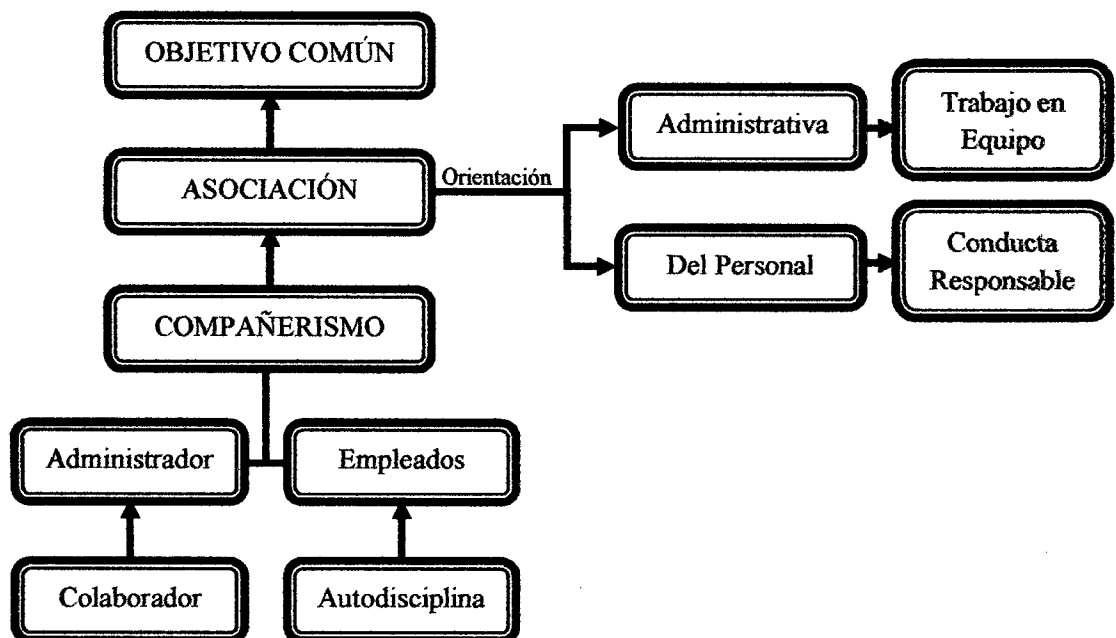 OBJETIVO COMÚN
ASOCIACIÓN
Orientación
Administrativa
Trabajo en
Equipo
Del Personal
Conducta
Responsable
COMPAÑERISMO
Administrador
Empleados
Colaborador
Autodisciplina